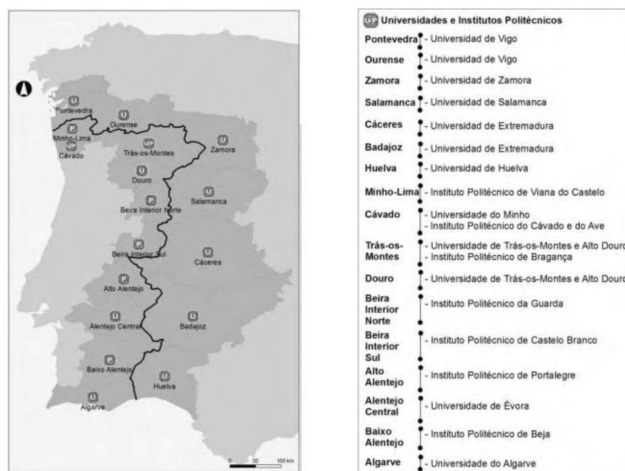 Pontevedra
Ourense
Minho-Lima
Cávado
Trás-os-Montes
Zamora
Douro
Beira Interior Norte
Salamanca
Beira Interior Sul
Cáceres
Alto Alentejo
Alentejo Central
Badajoz
Baixo Alentejo
Huelva
Algarve
0 50 100 km
U/P Universidades e Institutos Politécnicos
Pontevedra - Universidad de Vigo
Ourense - Universidad de Vigo
Zamora - Universidad de Zamora
Salamanca - Universidad de Salamanca
Cáceres - Universidad de Extremadura
Badajoz - Universidad de Extremadura
Huelva - Universidad de Huelva
Minho-Lima - Instituto Politécnico de Viana do Castelo
Cávado - Universidade do Minho
- Instituto Politécnico do Cávado e do Ave
Trás-os- - Universidade de Trás-os-Montes e Alto Douro
Montes - Instituto Politécnico de Bragança
Douro - Universidade de Trás-os-Montes e Alto Douro
Beira
Interior - Instituto Politécnico da Guarda
Norte
Beira
Interior - Instituto Politécnico de Castelo Branco
Sul
Alto
Alentejo - Instituto Politécnico de Portalegre
Alentejo
Central - Universidade de Évora
Baixo
Alentejo - Instituto Politécnico de Beja
Algarve - Universidade do Algarve